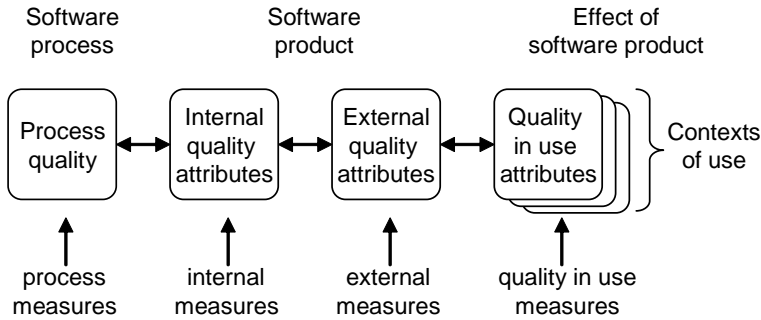 Software
process
Software
product
Effect of
software product
Process
quality
Internal
quality
attributes
External
quality
attributes
Quality
in use
attributes
Contexts
of use
process
measures
internal
measures
external
measures
quality in use
measures